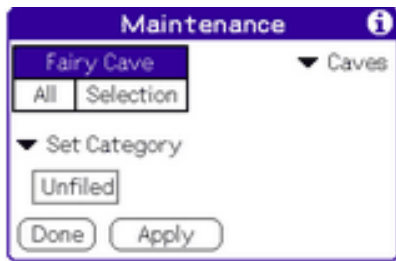 Maintenance
Fairy Cave
Caves
All Selection
Set Category
Unfiled
Done Apply